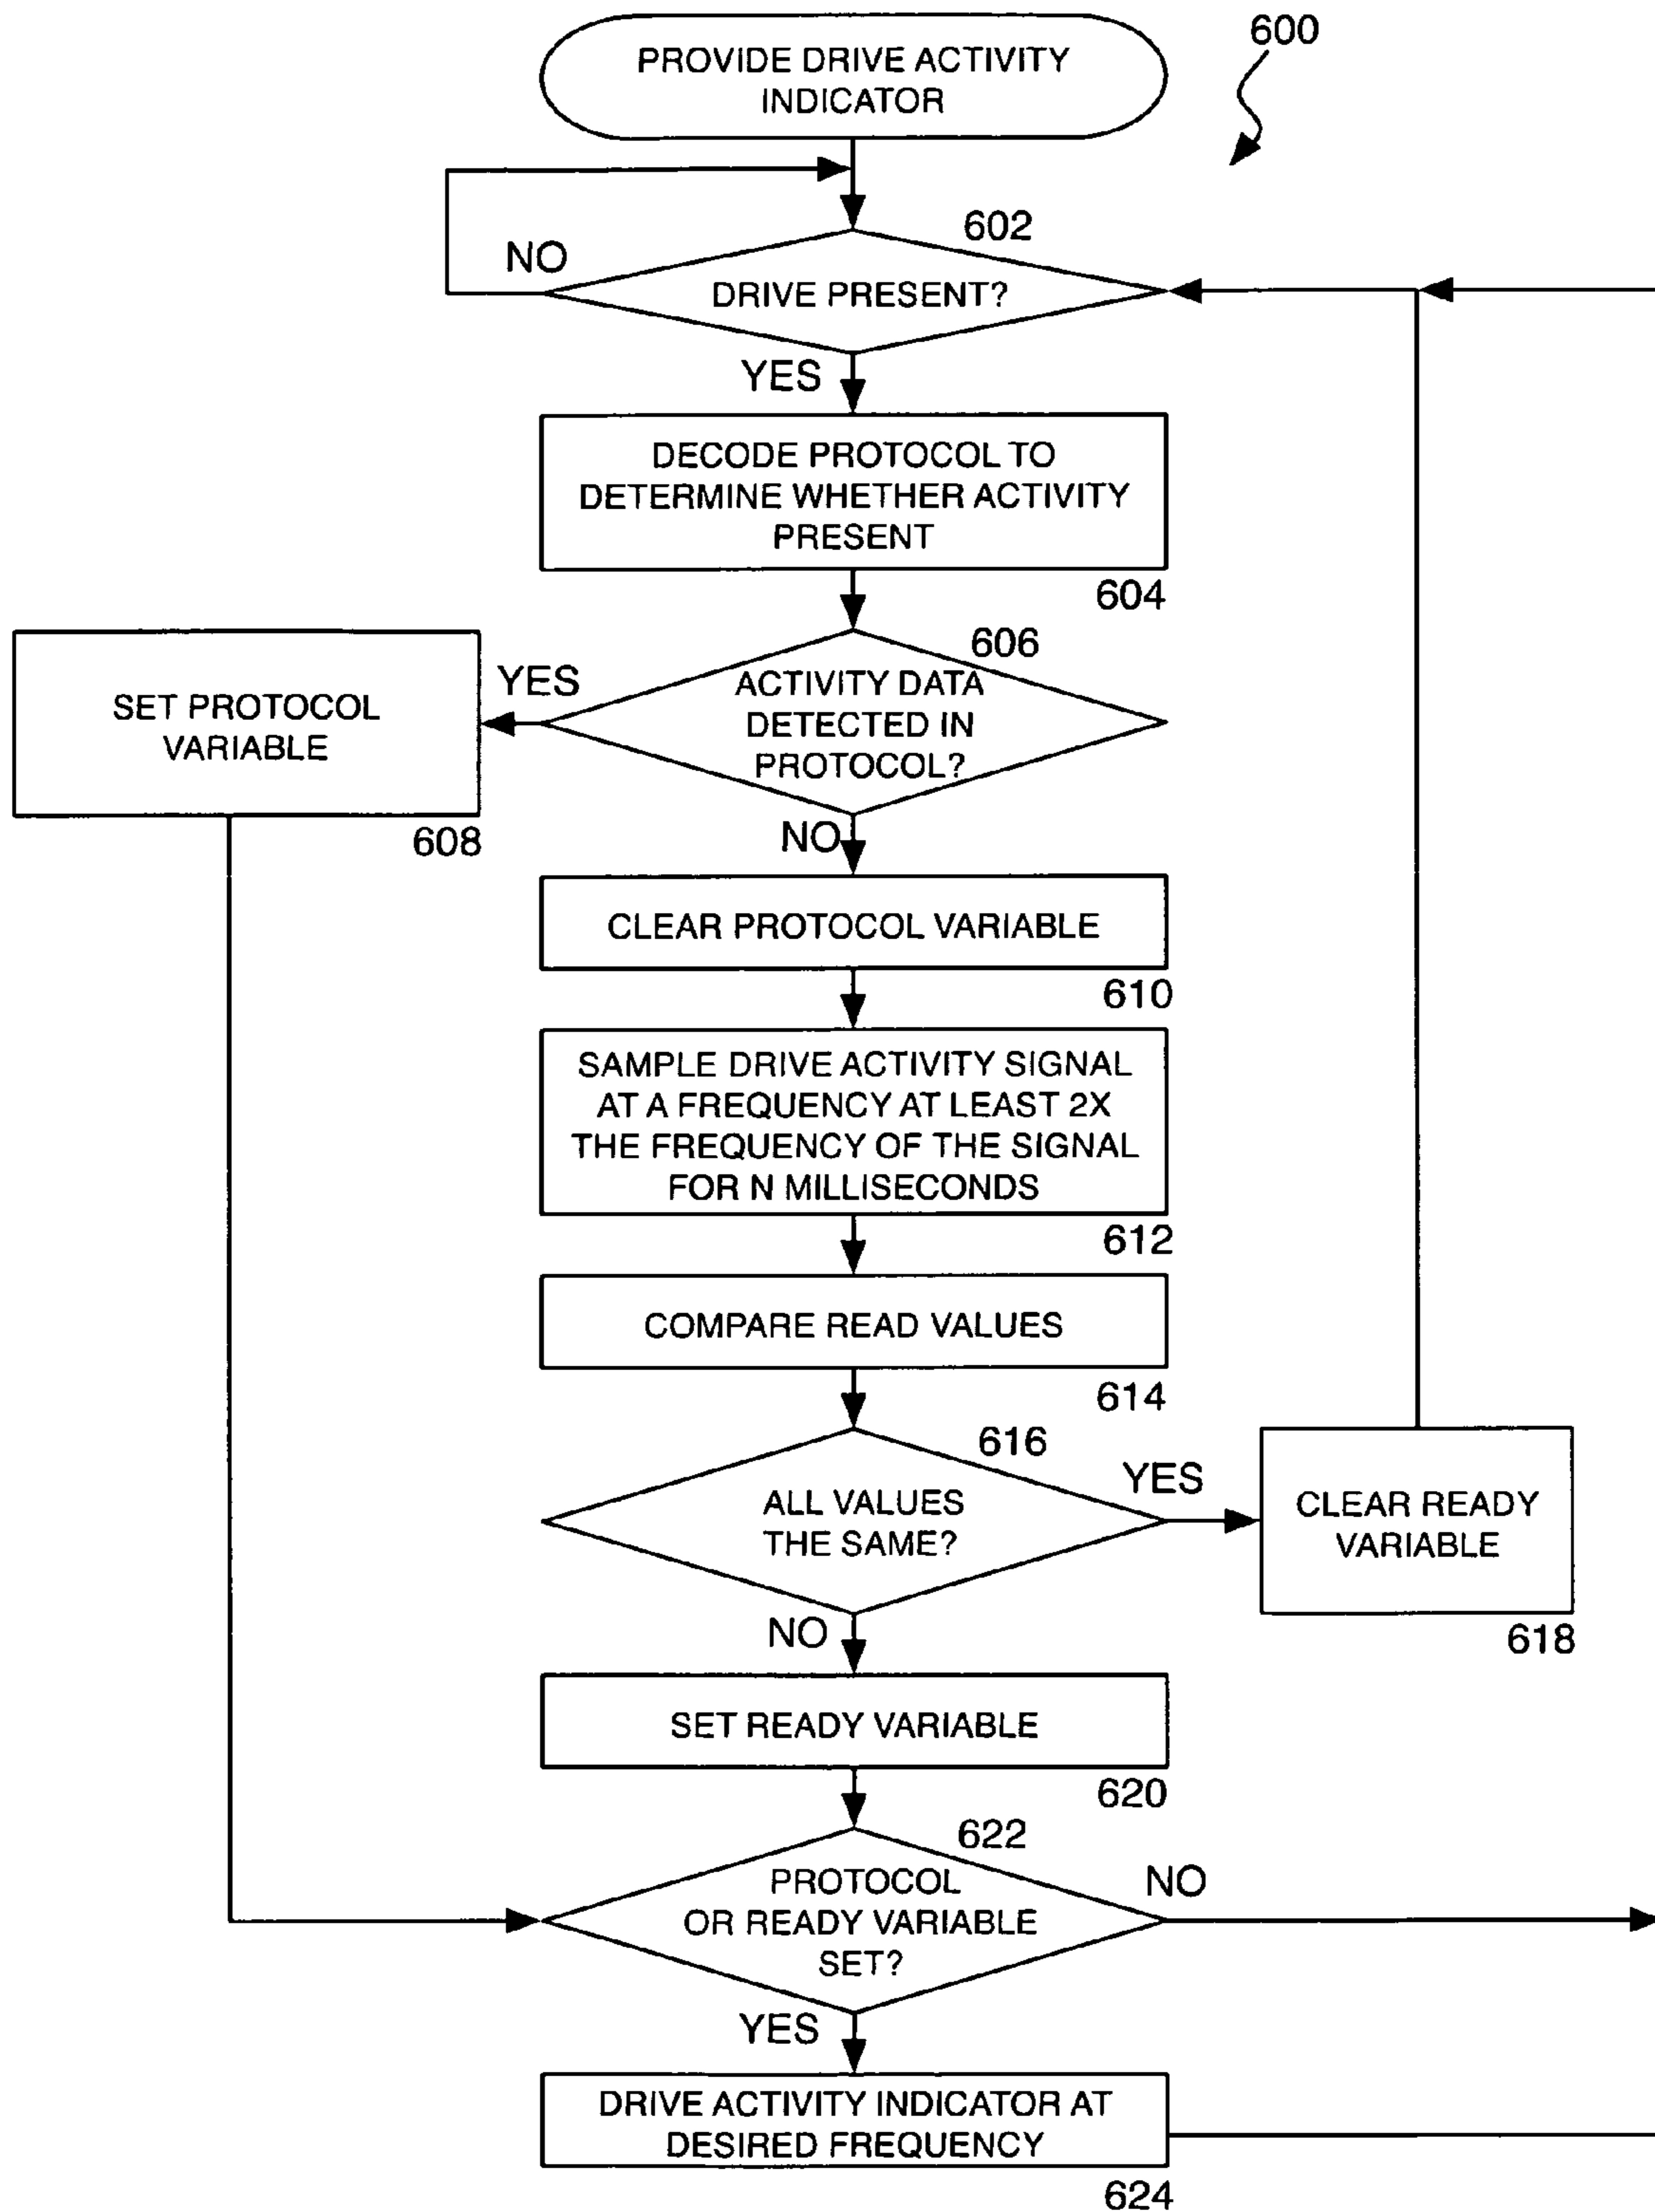 PROVIDE DRIVE ACTIVITY
INDICATOR
600
602
NO
DRIVE PRESENT?
YES
DECODE PROTOCOL TO
DETERMINE WHETHER ACTIVITY
PRESENT
604
606
YES
ACTIVITY DATA
DETECTED IN
PROTOCOL?
SET PROTOCOL
VARIABLE
608
NO
CLEAR PROTOCOL VARIABLE
610
SAMPLE DRIVE ACTIVITY SIGNAL
AT A FREQUENCY AT LEAST 2X
THE FREQUENCY OF THE SIGNAL
FOR N MILLISECONDS
612
COMPARE READ VALUES
614
616
YES
ALL VALUES
THE SAME?
CLEAR READY
VARIABLE
618
NO
SET READY VARIABLE
620
622
PROTOCOL
OR READY VARIABLE
SET?
NO
YES
DRIVE ACTIVITY INDICATOR AT
DESIRED FREQUENCY
624